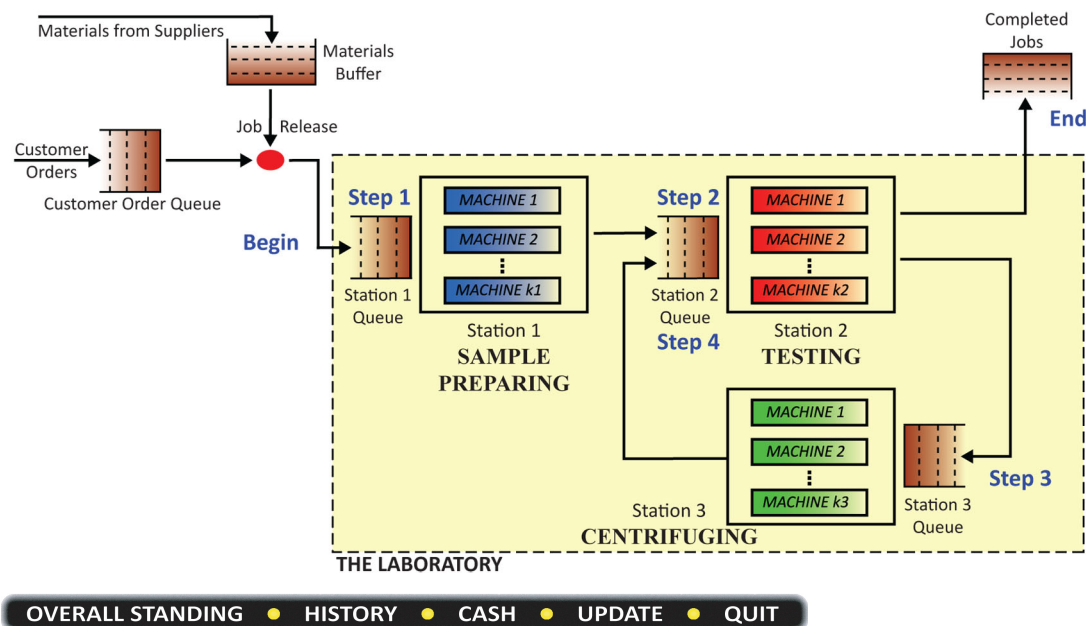 Materials from Suppliers
Materials
Buffer
Completed
Jobs
End
Job Release
Customer
Orders
Customer Order Queue
Begin
Step 1
Station 1
Queue
MACHINE 1
MACHINE 2
MACHINE k1
Station 1
SAMPLE
PREPARING
Step 2
Station 2
Queue
Step 4
MACHINE 1
MACHINE 2
MACHINE k2
Station 2
TESTING
MACHINE 1
MACHINE 2
MACHINE k3
Step 3
Station 3
Queue
Station 3
CENTRIFUGING
THE LABORATORY
OVERALL STANDING • HISTORY • CASH • UPDATE • QUIT